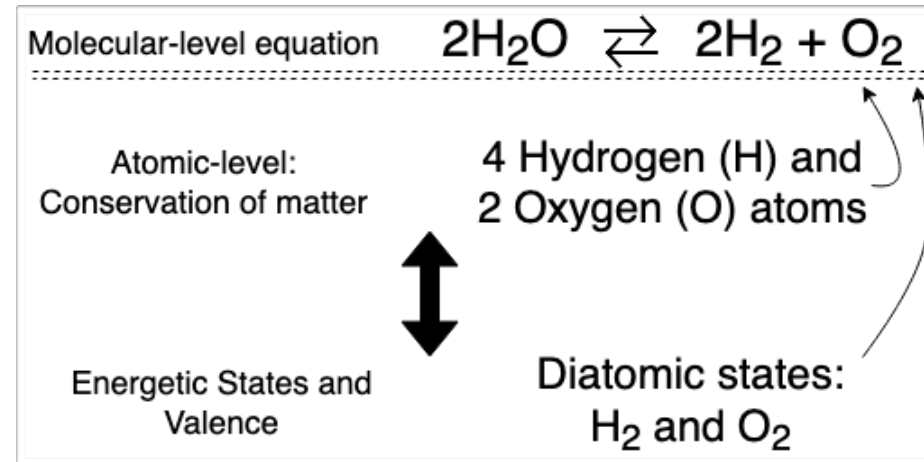 Molecular-level equation 2H₂O ⇄ 2H₂ + O₂
Atomic-level:
Conservation of matter
4 Hydrogen (H) and
2 Oxygen (O) atoms
Energetic States and
Valence
Diatomic states:
H₂ and O₂